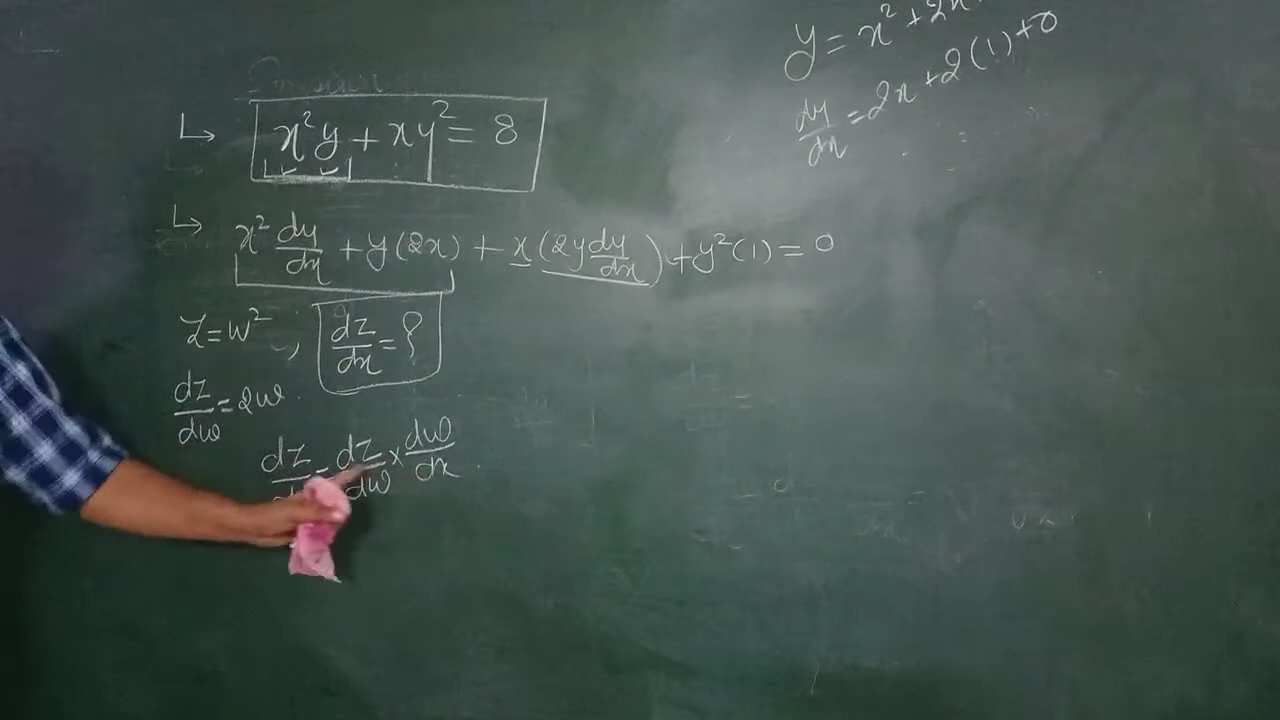 x²y + xy² = 8
x² dy/dx + y(2x) + x(2y dy/dx) + y²(1) = 0
Z = w², dz/dx = ?
dz/dw = 2w.
dz/ = dz/dw × dw/dx.
y = x² + 2x
dy/dx = 2x + 2(1) + 0